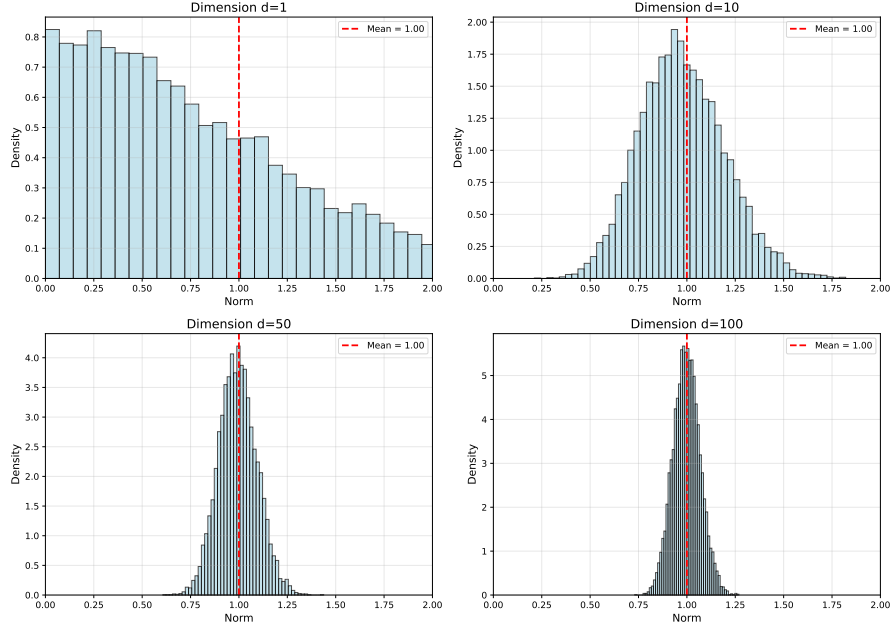 Dimension d=1
Mean = 1.00
0.8
0.7
0.6
0.5
0.4
0.3
0.2
0.1
0.0
Density
0.00 0.25 0.50 0.75 1.00 1.25 1.50 1.75 2.00
Norm
Dimension d=10
Mean = 1.00
2.00
1.75
1.50
1.25
1.00
0.75
0.50
0.25
0.00
Density
0.00 0.25 0.50 0.75 1.00 1.25 1.50 1.75 2.00
Norm
Dimension d=50
Mean = 1.00
4.0
3.5
3.0
2.5
2.0
1.5
1.0
0.5
0.0
Density
0.00 0.25 0.50 0.75 1.00 1.25 1.50 1.75 2.00
Norm
Dimension d=100
Mean = 1.00
5
4
3
2
1
0
Density
0.00 0.25 0.50 0.75 1.00 1.25 1.50 1.75 2.00
Norm